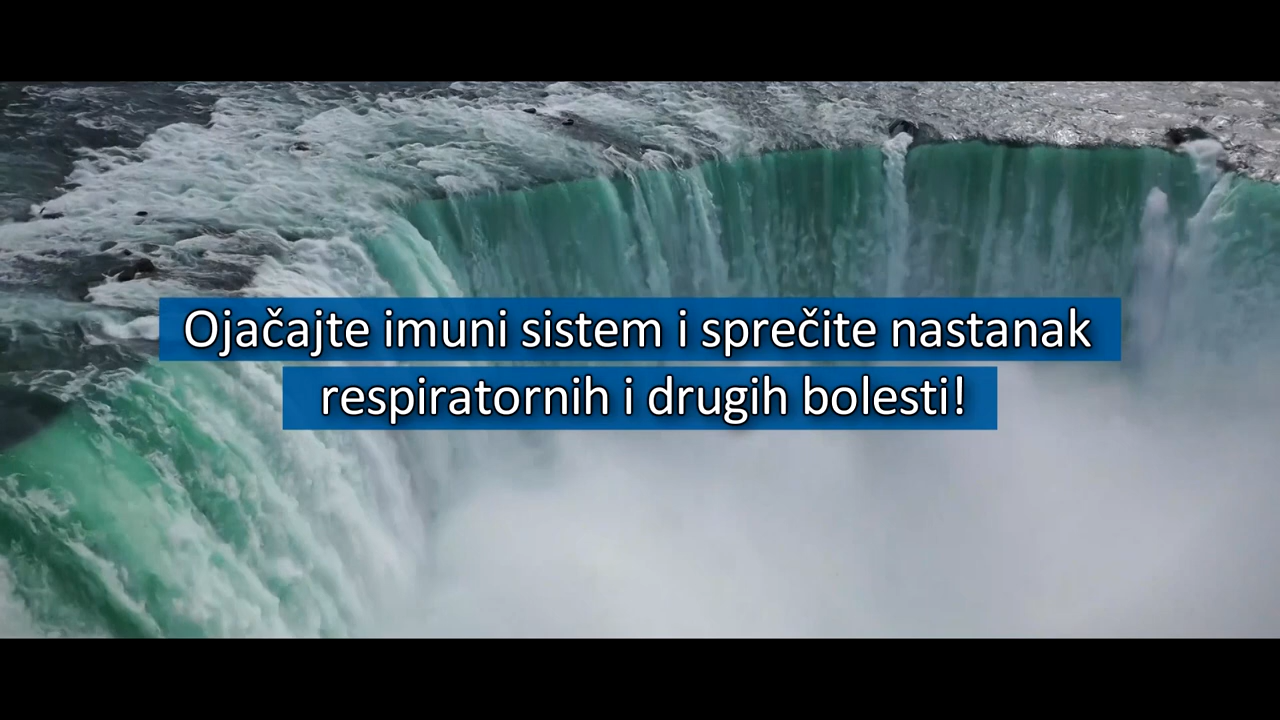 Ojačajte imuni sistem i sprečite nastanak
respiratornih i drugih bolesti!